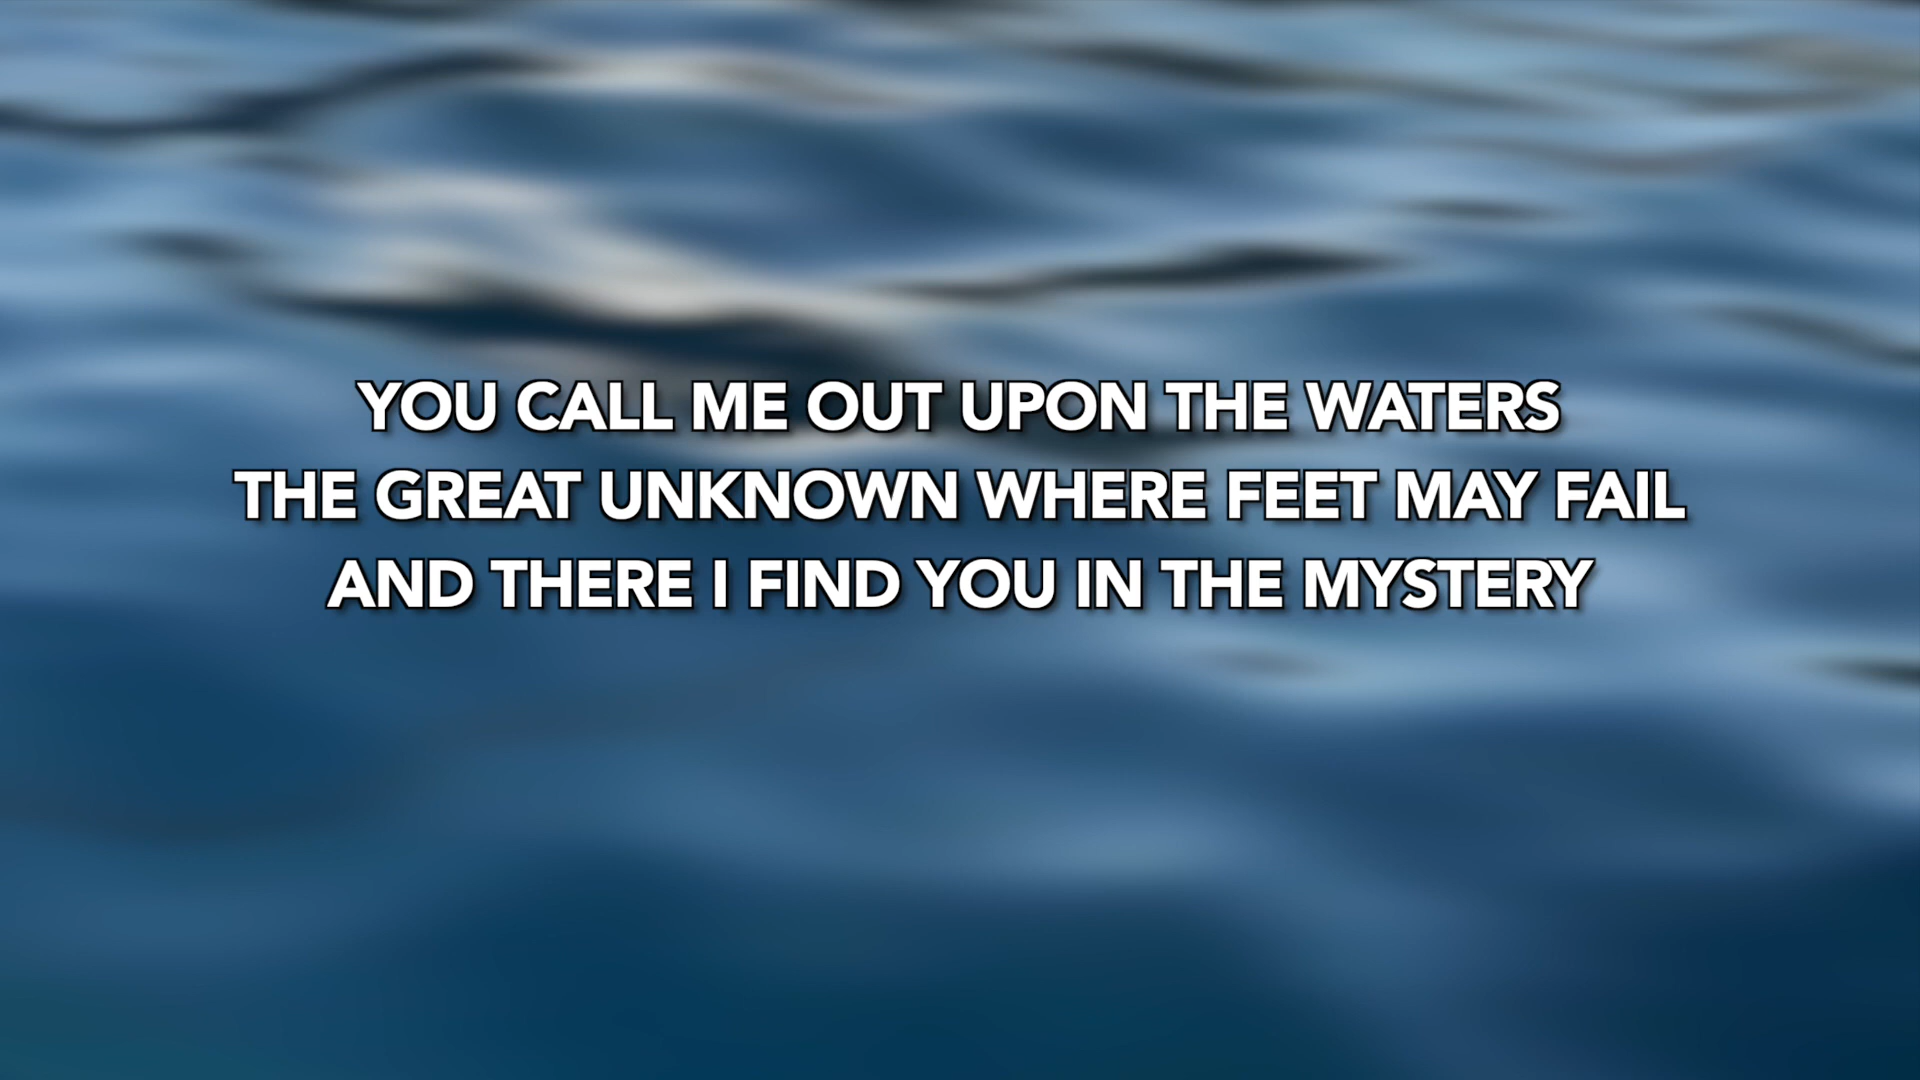 YOU CALL ME OUT UPON THE WATERS
THE GREAT UNKNOWN WHERE FEET MAY FAIL
AND THERE I FIND YOU IN THE MYSTERY